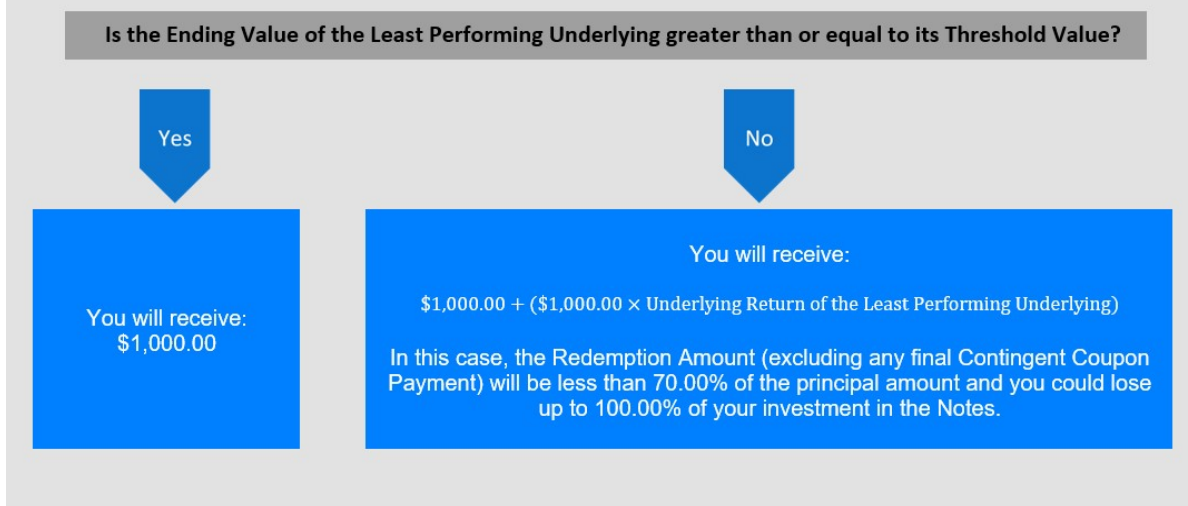 Is the Ending Value of the Least Performing Underlying greater than or equal to its Threshold Value?
Yes
No
You will receive:
$1,000.00
You will receive:
$1,000.00 + ($1,000.00 × Underlying Return of the Least Performing Underlying)
In this case, the Redemption Amount (excluding any final Contingent Coupon
Payment) will be less than 70.00% of the principal amount and you could lose
up to 100.00% of your investment in the Notes.